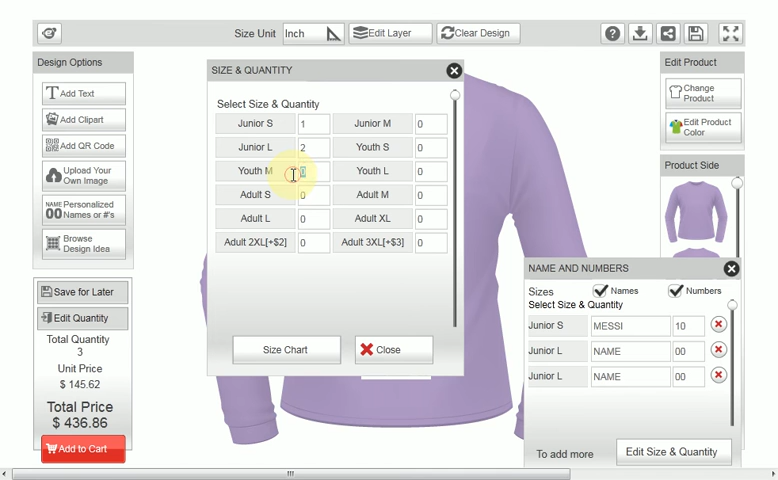 Size Unit Inch Edit Layer Clear Design
Design Options
Add Text
Add Clipart
Add QR Code
Upload Your
Own Image
NAME
00
Personalized
Names or #'s
Browse
Design Idea
Save for Later
Edit Quantity
Total Quantity
3
Unit Price
$ 145.62
Total Price
$ 436.86
Add to Cart
SIZE & QUANTITY
Select Size & Quantity
Junior S 1 Junior M 0
Junior L 2 Youth S 0
Youth M 0 Youth L 0
Adult S 0 Adult M 0
Adult L 0 Adult XL 0
Adult 2XL[+$2] 0 Adult 3XL[+$3] 0
Size Chart Close
Edit Product
Change
Product
Edit Product
Color
Product Side
NAME AND NUMBERS
Sizes Names Numbers
Select Size & Quantity
Junior S MESSI 10
Junior L NAME 00
Junior L NAME 00
To add more Edit Size & Quantity